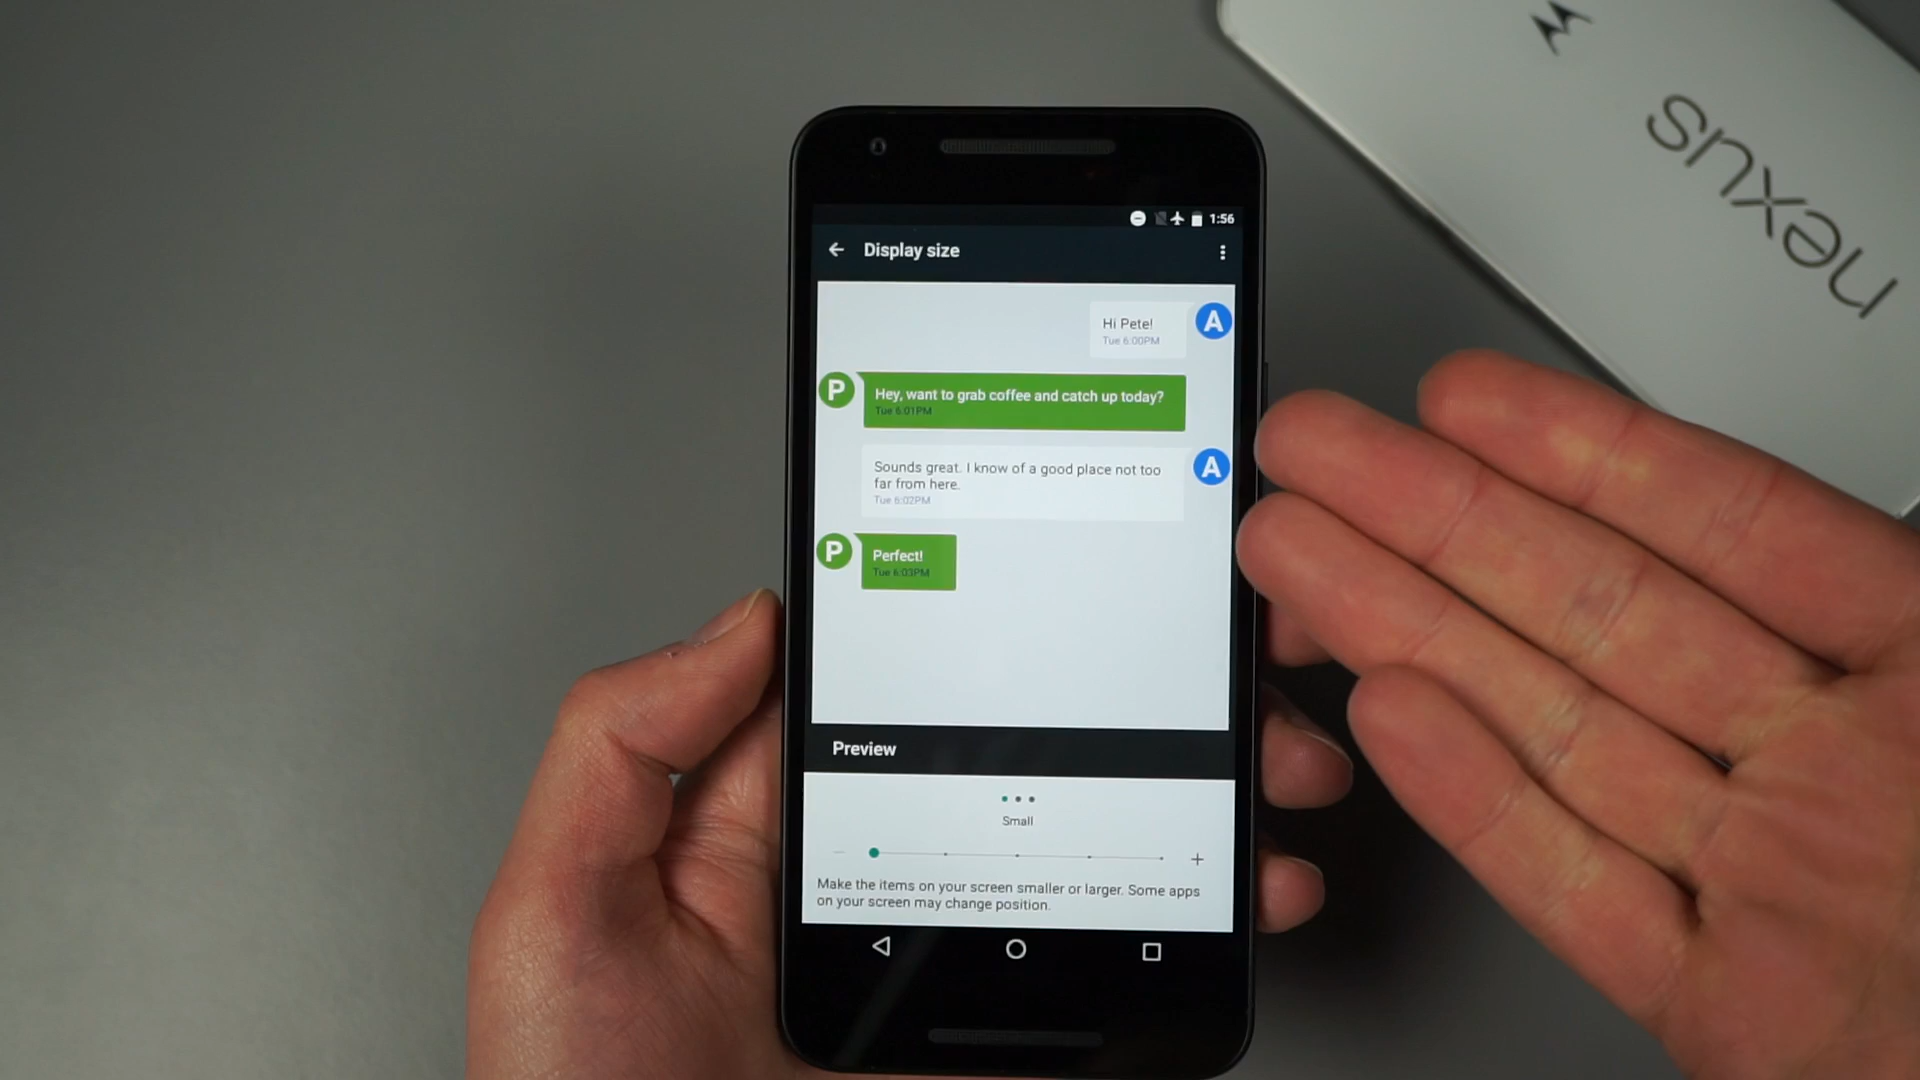 1:56
Display size
Hi Pete!
Tue 6:00PM
A
P
Hey, want to grab coffee and catch up today?
Tue 6:01PM
Sounds great. I know of a good place not too
far from here.
Tue 6:02PM
A
P
Perfect!
Tue 6:03PM
Preview
Small
Make the items on your screen smaller or larger. Some apps
on your screen may change position.
nexus